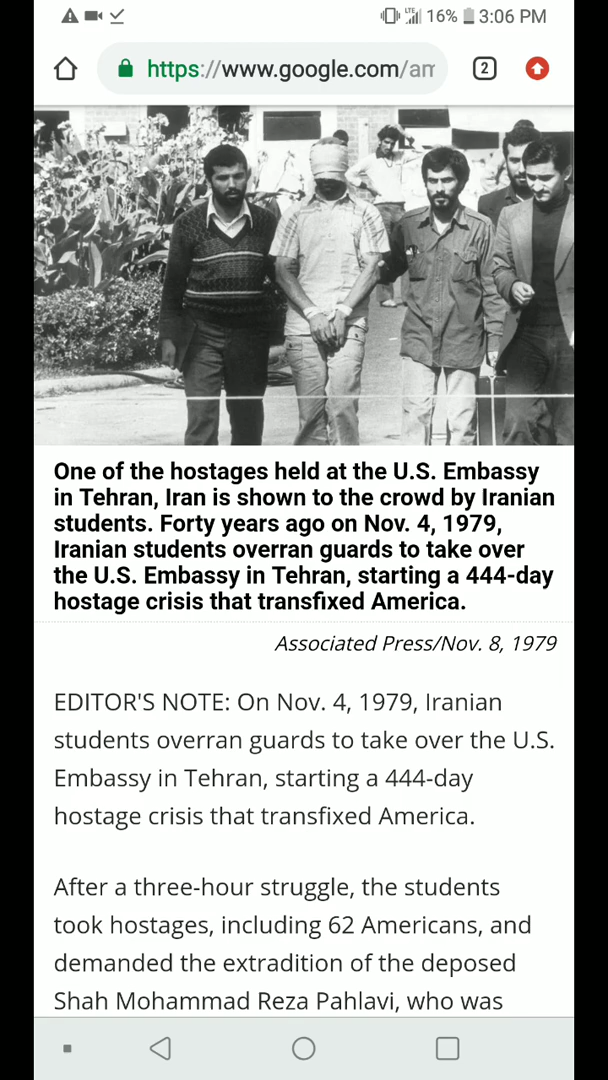 LTE 16% 3:06 PM
https://www.google.com/am
2
One of the hostages held at the U.S. Embassy
in Tehran, Iran is shown to the crowd by Iranian
students. Forty years ago on Nov. 4, 1979,
Iranian students overran guards to take over
the U.S. Embassy in Tehran, starting a 444-day
hostage crisis that transfixed America.
Associated Press/Nov. 8, 1979
EDITOR'S NOTE: On Nov. 4, 1979, Iranian
students overran guards to take over the U.S.
Embassy in Tehran, starting a 444-day
hostage crisis that transfixed America.
After a three-hour struggle, the students
took hostages, including 62 Americans, and
demanded the extradition of the deposed
Shah Mohammad Reza Pahlavi, who was